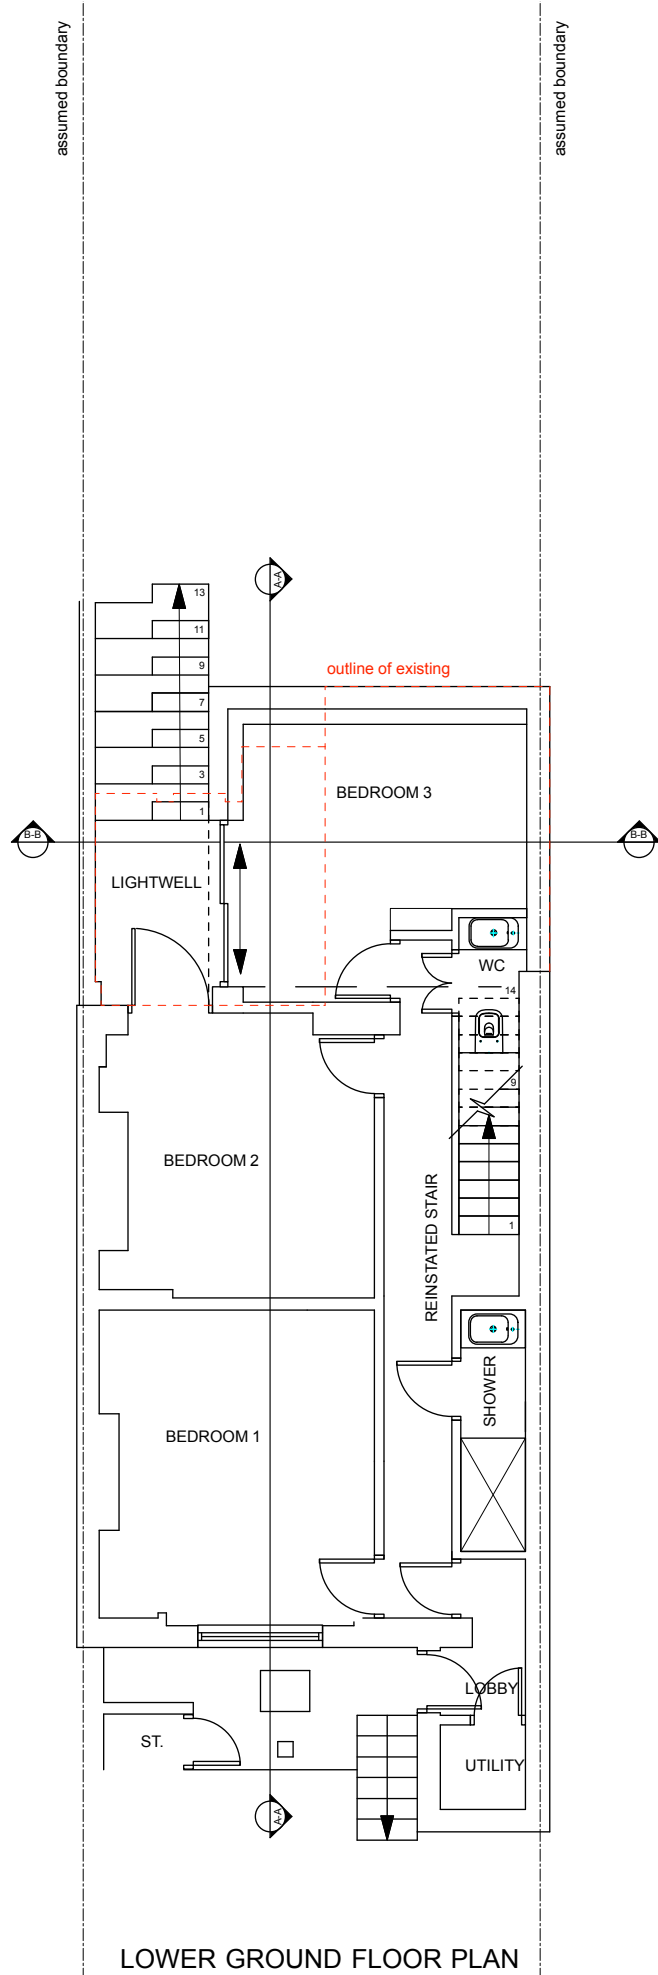 assumed boundary
assumed boundary
A-A
13
11
9
7
5
3
1
outline of existing
BEDROOM 3
B-B
B-B
LIGHTWELL
WC
14
9
1
BEDROOM 2
REINSTATED STAIR
SHOWER
BEDROOM 1
LOBBY
ST.
UTILITY
A-A
LOWER GROUND FLOOR PLAN